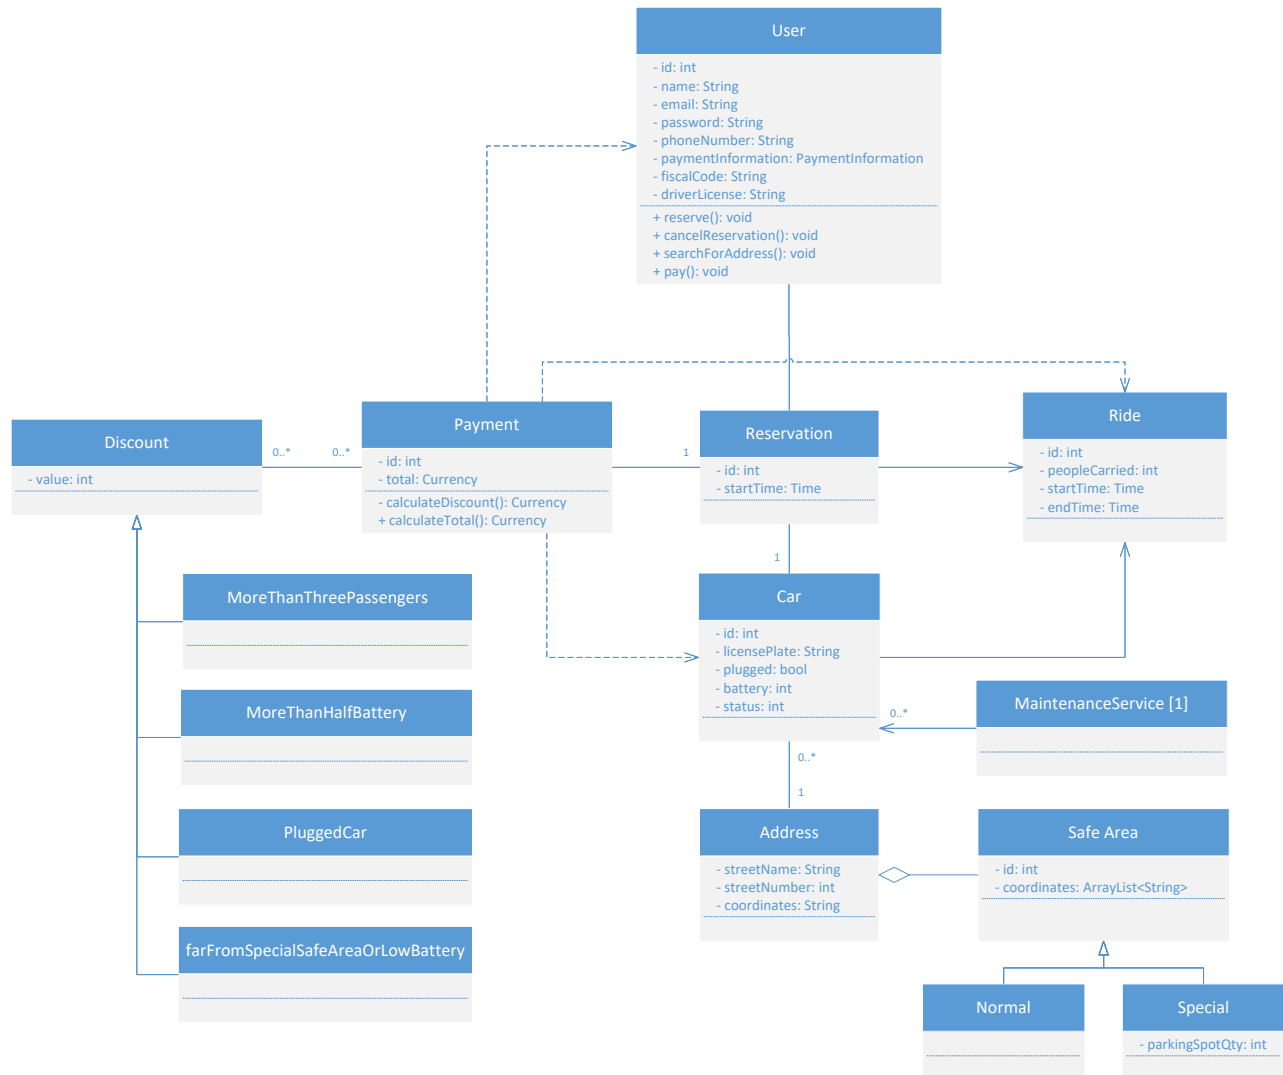 User
- id: int
- name: String
- email: String
- password: String
- phoneNumber: String
- paymentInformation: PaymentInformation
- fiscalCode: String
- driverLicense: String
+ reserve(): void
+ cancelReservation(): void
+ searchForAddress(): void
+ pay(): void
Discount
- value: int
0..*
0..*
Payment
- id: int
- total: Currency
- calculateDiscount(): Currency
+ calculateTotal(): Currency
1
Reservation
- id: int
- startTime: Time
Ride
- id: int
- peopleCarried: int
- startTime: Time
- endTime: Time
1
MoreThanThreePassengers
Car
- id: int
- licensePlate: String
- plugged: bool
- battery: int
- status: int
MoreThanHalfBattery
0..*
MaintenanceService [1]
0..*
1
PluggedCar
Address
- streetName: String
- streetNumber: int
- coordinates: String
Safe Area
- id: int
- coordinates: ArrayList<String>
farFromSpecialSafeAreaOrLowBattery
Normal
Special
- parkingSpotQty: int